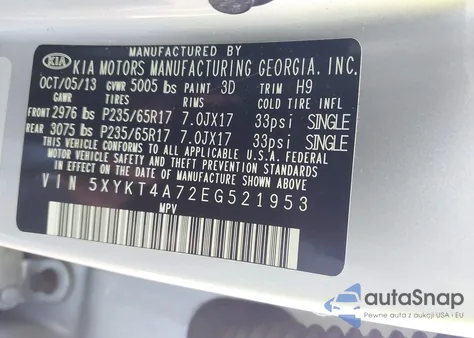 MANUFACTURED BY
KIA KIA MOTORS MANUFACTURING GEORGIA, INC.
OCT/05/13 GVWR 5005 lbs PAINT 3D TRIM H9
GAWR TIRES RIMS COLD TIRE INFL
FRONT 2976 lbs P235/65R17 7.0JX17 33psi SINGLE
REAR 3075 lbs P235/65R17 7.0JX17 33psi SINGLE
THIS VEHICLE CONFORMS TO ALL APPLICABLE U.S.A. FEDERAL
MOTOR VEHICLE SAFETY STANDARDS IN EFFECT ON THE
DATE OF MANUFACTURE SHOWN ABOVE.
VIN 5XYKT4A72EG521953
MPV
autaSnap
Pewne auta z aukcji USA i EU